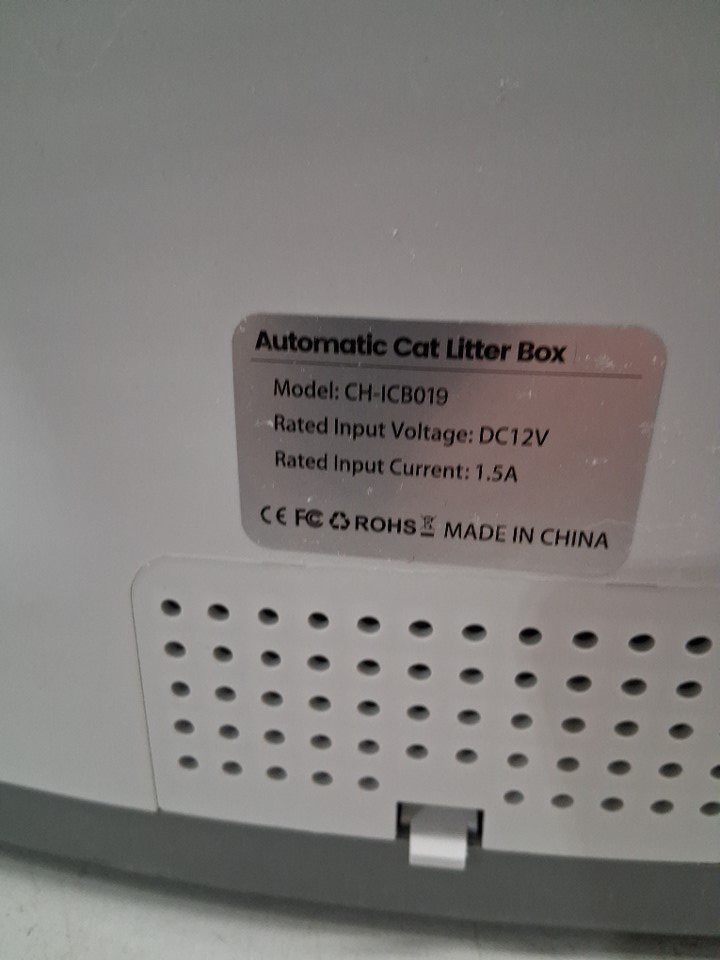 Automatic Cat Litter Box
Model: CH-ICB019
Rated Input Voltage: DC12V
Rated Input Current: 1.5A
CE FC ROHS MADE IN CHINA